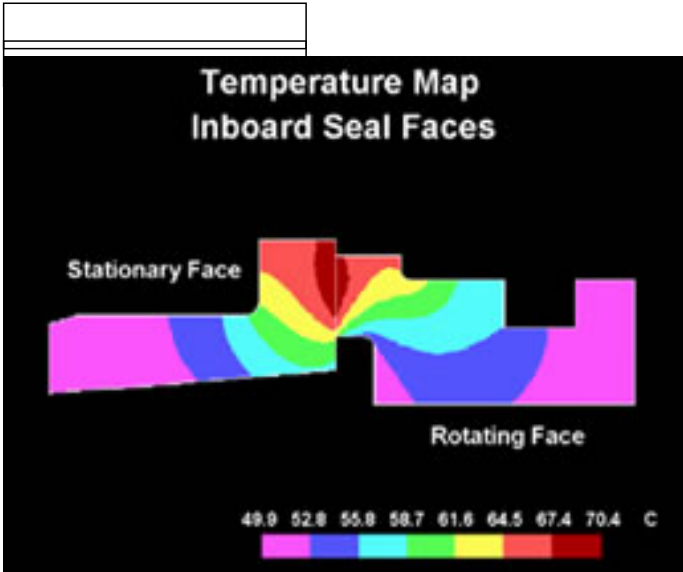 Temperature Map
Inboard Seal Faces
Stationary Face
Rotating Face
49.9 52.8 55.8 58.7 61.6 64.5 67.4 70.4 C